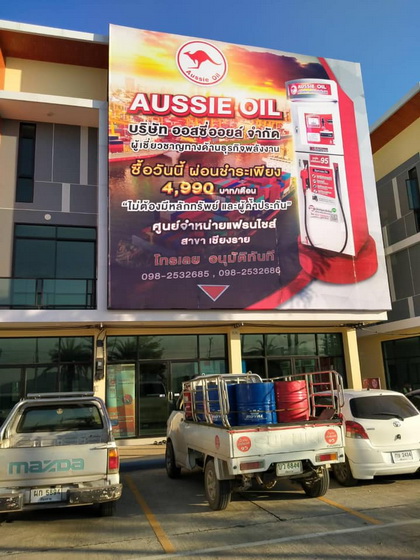 Aussie Oil
AUSSIE OIL
บริษัท ออสซี่ออยล์ จำกัด
ผู้เชี่ยวชาญทางด้านธุรกิจพลังงาน
ซื้อวันนี้ ผ่อนชำระเพียง
4,990 บาท/เดือน
"ไม่ต้องมีหลักทรัพย์ และผู้ค้ำประกัน"
ศูนย์จำหน่ายแฟรนไชส์
สาขา เชียงราย
โทรเลย อนุมัติทันที
098-2532685 , 098-2532686
AUSSIE OIL
95
mazda